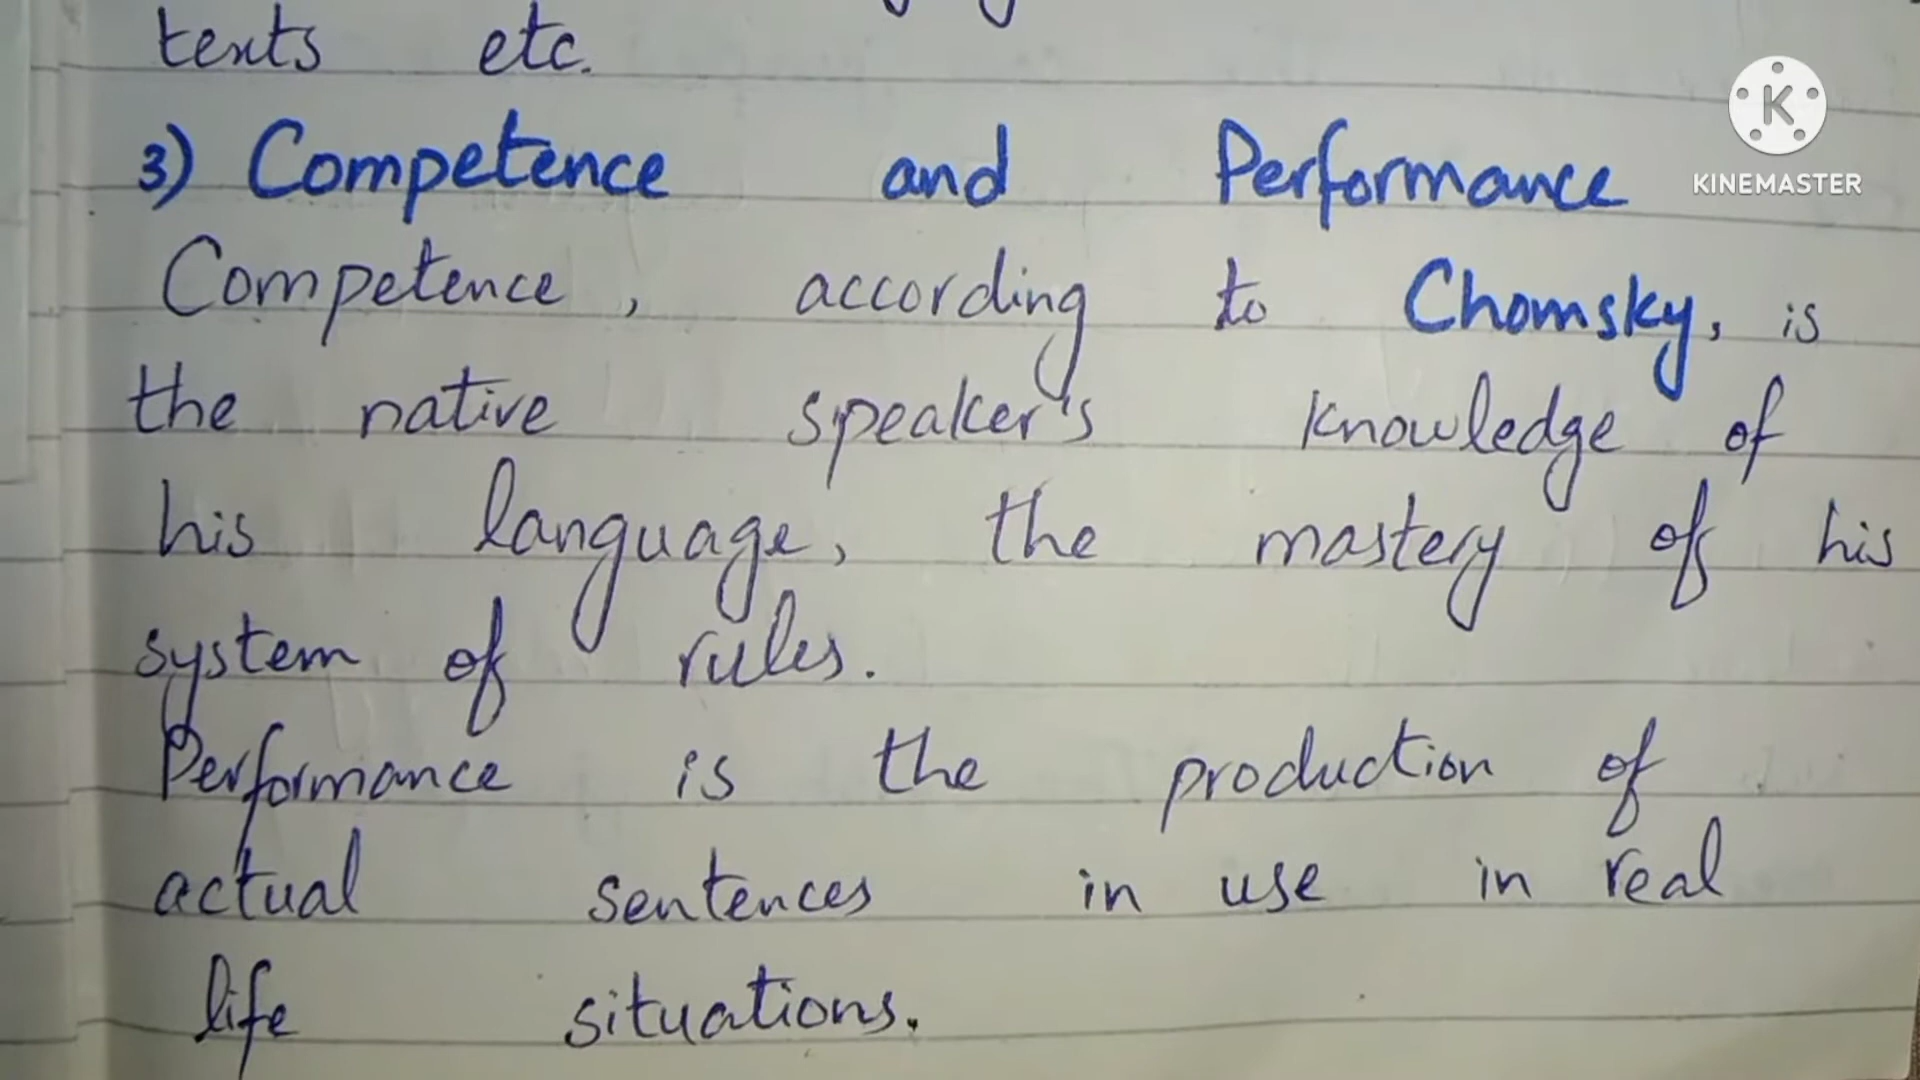 texts etc.
3) Competence and Performance
KINEMASTER
Competence, according to Chomsky, is
the native speaker's knowledge of
his language, the mastery of his
system of rules.
Performance is the production of
actual sentences in use in real
life situations.